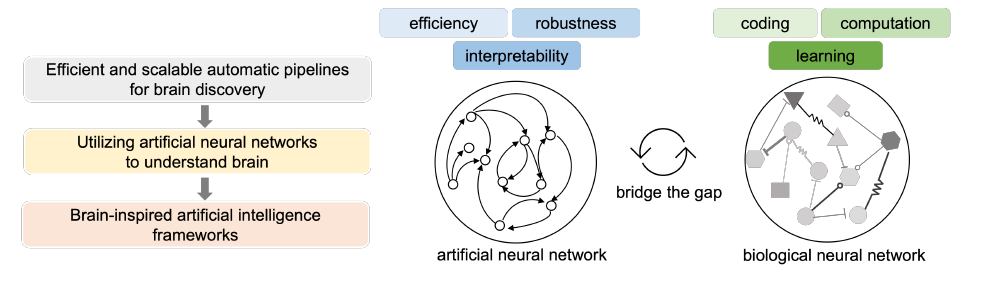 Efficient and scalable automatic pipelines
for brain discovery
Utilizing artificial neural networks
to understand brain
Brain-inspired artificial intelligence
frameworks
efficiency
robustness
interpretability
artificial neural network
bridge the gap
coding
computation
learning
biological neural network